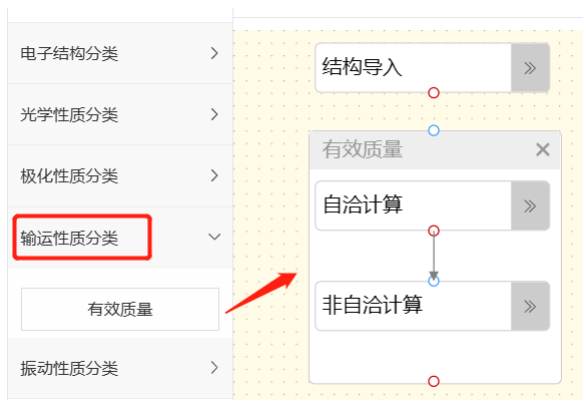 电子结构分类
光学性质分类
极化性质分类
输运性质分类
有效质量
振动性质分类
结构导入
有效质量
自洽计算
非自洽计算